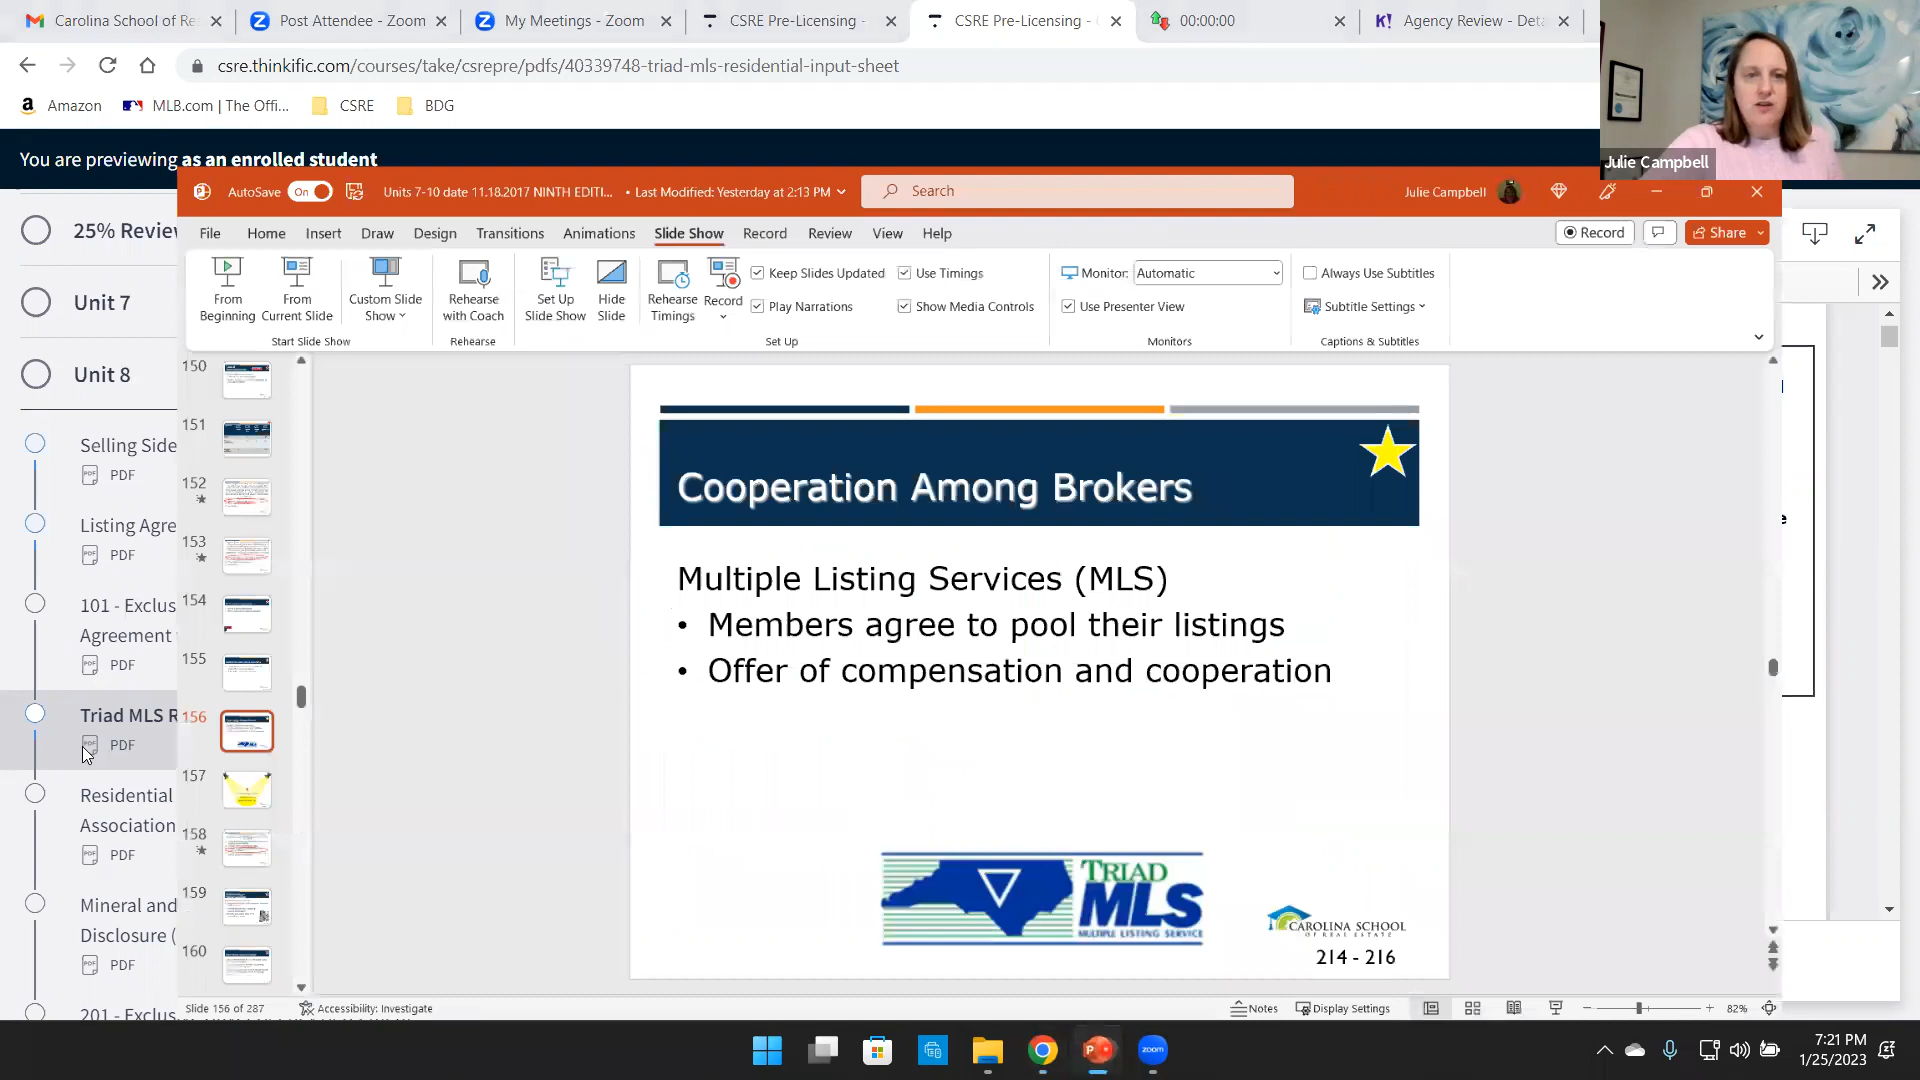 Carolina School of Re
Post Attendee - Zoom
My Meetings - Zoom
CSRE Pre-Licensing -
CSRE Pre-Licensing -
00:00:00
K!
Agency Review - Deta
csre.thinkific.com/courses/take/csrepre/pdfs/40339748-triad-mls-residential-input-sheet
Amazon
MLB.com | The Offi...
CSRE
BDG
Julie Campbell
You are previewing as an enrolled student
AutoSave On
Units 7-10 date 11.18.2017 NINTH EDITI... • Last Modified: Yesterday at 2:13 PM
Search
Julie Campbell
File Home Insert Draw Design Transitions Animations Slide Show Record Review View Help
Record
Share
From Beginning
From Current Slide
Custom Slide Show
Rehearse with Coach
Set Up Slide Show
Hide Slide
Rehearse Timings
Record
Keep Slides Updated
Play Narrations
Use Timings
Show Media Controls
Monitor: Automatic
Use Presenter View
Always Use Subtitles
Subtitle Settings
Start Slide Show
Rehearse
Set Up
Monitors
Captions & Subtitles
25% Review
Unit 7
Unit 8
Selling Side
PDF
Listing Agre
PDF
101 - Exclus
Agreement
PDF
Triad MLS R
PDF
Residential
Association
PDF
Mineral and
Disclosure (
PDF
201 - Exclus
150
151
152
153
154
155
156
157
158
159
160
Cooperation Among Brokers
Multiple Listing Services (MLS)
• Members agree to pool their listings
• Offer of compensation and cooperation
TRIAD
MLS
MULTIPLE LISTING SERVICE
CAROLINA SCHOOL
OF REAL ESTATE
214 - 216
Slide 156 of 287
Accessibility: Investigate
Notes
Display Settings
82%
zoom
7:21 PM
1/25/2023